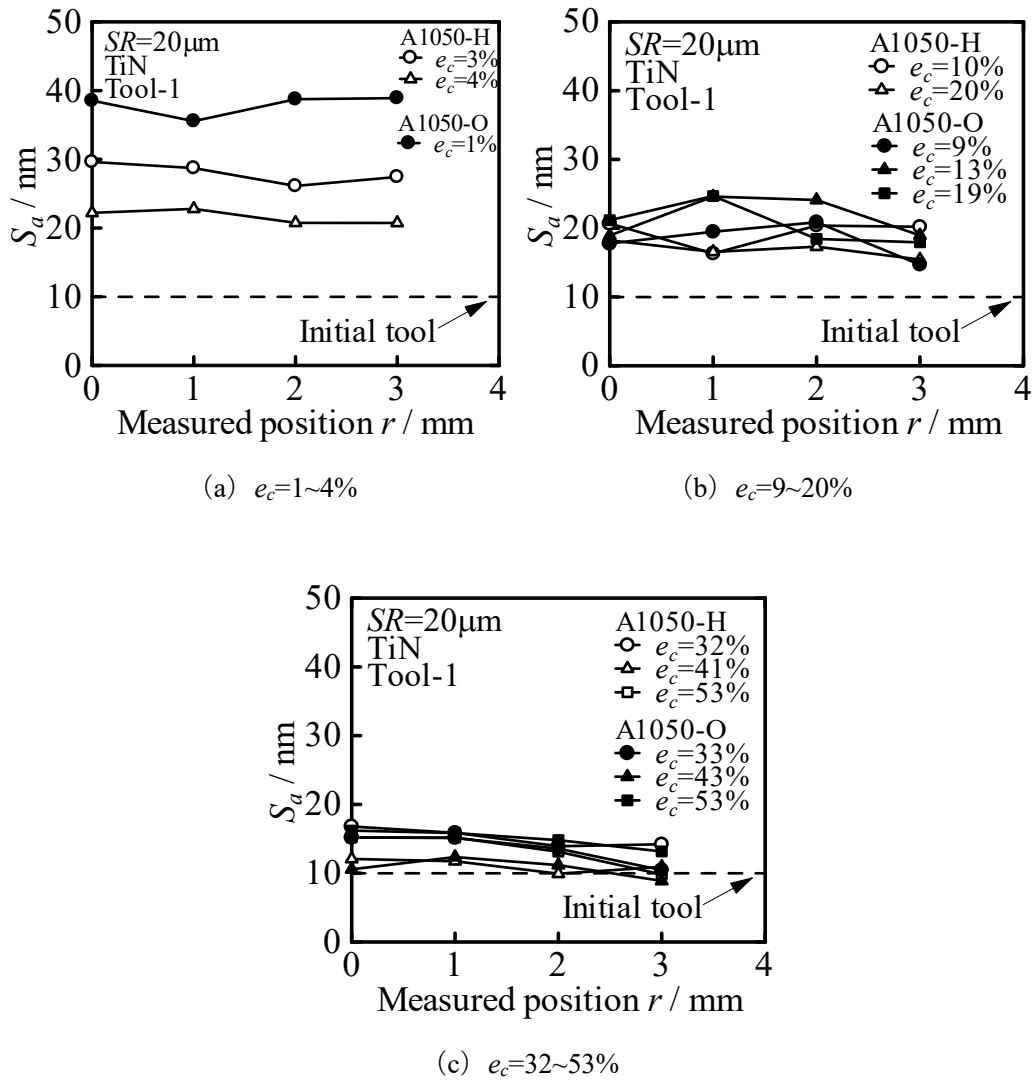 50
40
30
20
10
0
S_a / nm
SR=20μm
TiN
Tool-1
A1050-H
e_c=3%
e_c=4%
A1050-O
e_c=1%
Initial tool
0 1 2 3 4
Measured position r / mm
(a) e_c=1~4%
50
40
30
20
10
0
S_a / nm
SR=20μm
TiN
Tool-1
A1050-H
e_c=10%
e_c=20%
A1050-O
e_c=9%
e_c=13%
e_c=19%
Initial tool
0 1 2 3 4
Measured position r / mm
(b) e_c=9~20%
50
40
30
20
10
0
S_a / nm
SR=20μm
TiN
Tool-1
A1050-H
e_c=32%
e_c=41%
e_c=53%
A1050-O
e_c=33%
e_c=43%
e_c=53%
Initial tool
0 1 2 3 4
Measured position r / mm
(c) e_c=32~53%